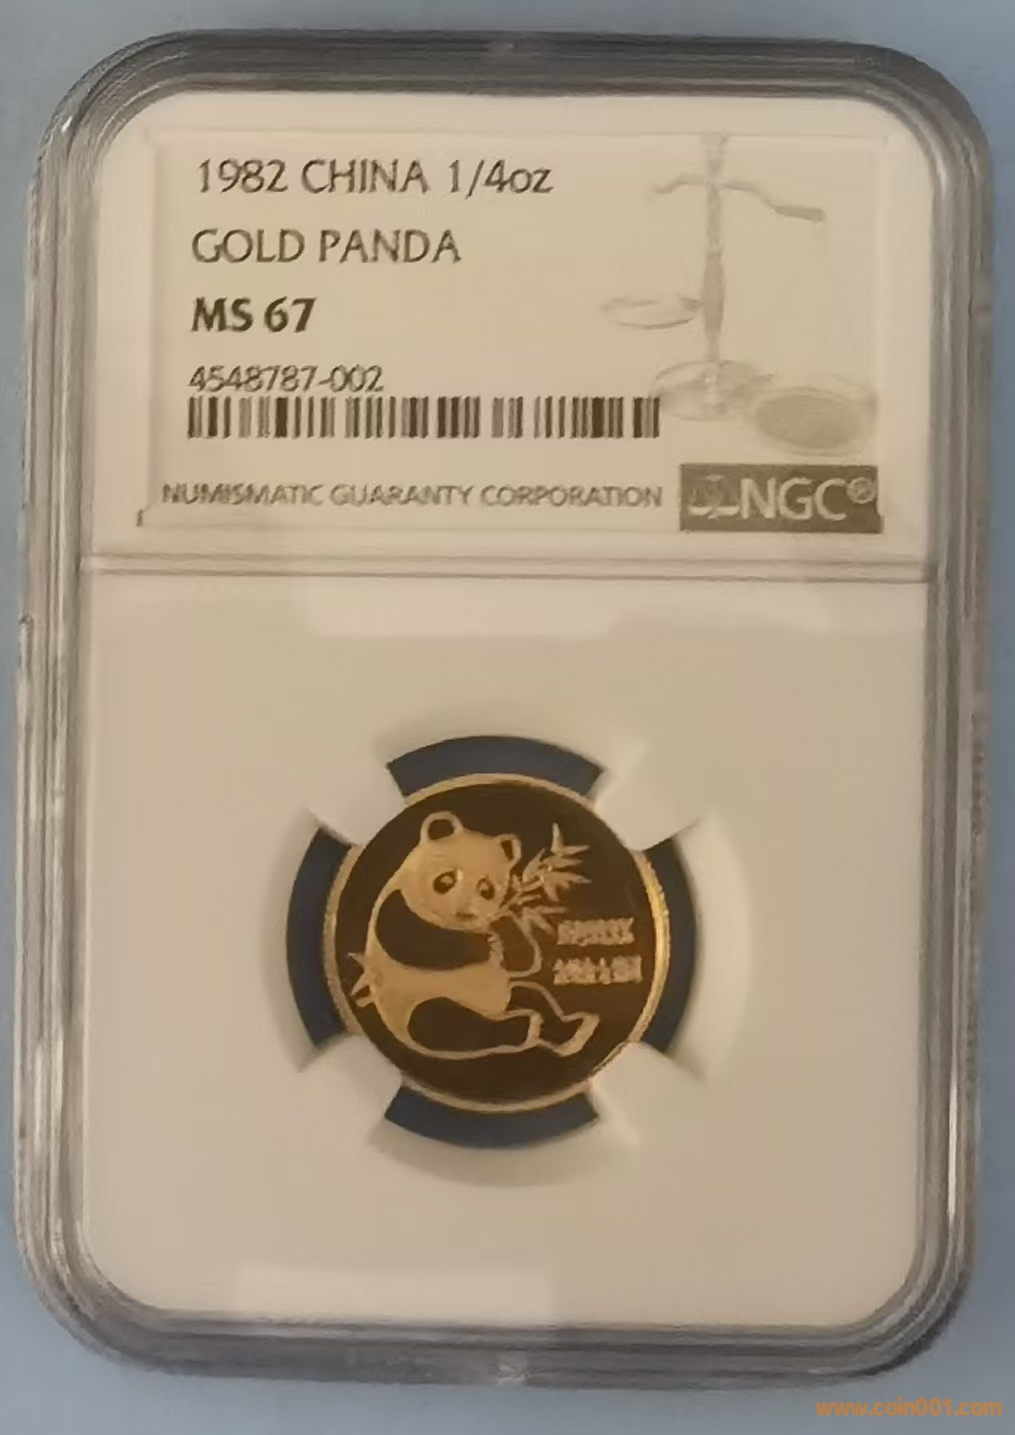 1982 CHINA 1/4oz
GOLD PANDA
MS 67
4548787-002
NUMISMATIC GUARANTY CORPORATION
NGC®
www.coin001.com